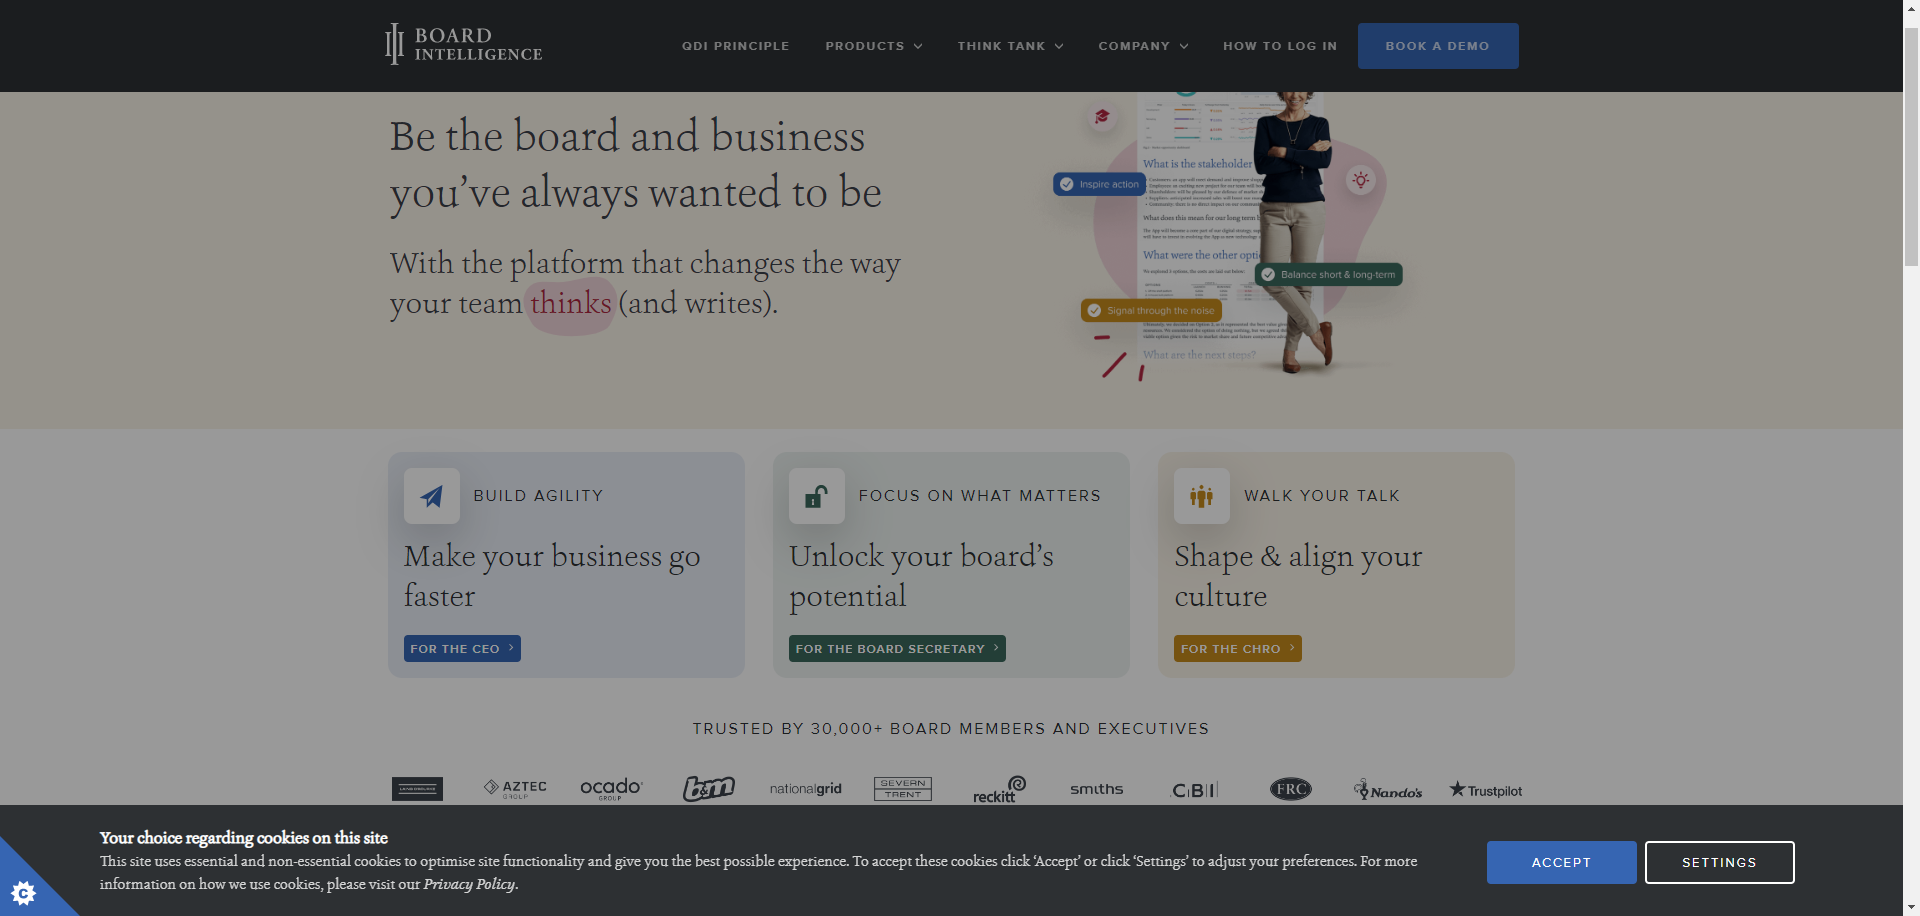 BOARD
INTELLIGENCE
QDI PRINCIPLE
PRODUCTS
THINK TANK
COMPANY
HOW TO LOG IN
BOOK A DEMO
Be the board and business
you've always wanted to be
With the platform that changes the way
your team thinks (and writes).
What is the stakeholder
Inspire action
What does this mean for our long term
What were the other
Balance short & long-term
Signal through the noise
What are the next steps?
BUILD AGILITY
Make your business go
faster
FOR THE CEO
FOCUS ON WHAT MATTERS
Unlock your board's
potential
FOR THE BOARD SECRETARY
WALK YOUR TALK
Shape & align your
culture
FOR THE CHRO
TRUSTED BY 30,000+ BOARD MEMBERS AND EXECUTIVES
AZTEC
GROUP
ocado
GROUP
b&m
nationalgrid
SEVERN
TRENT
reckitt
smiths
CBI
FRC
Nando's
Trustpilot
Your choice regarding cookies on this site
This site uses essential and non-essential cookies to optimise site functionality and give you the best possible experience. To accept these cookies click ‘Accept’ or click ‘Settings’ to adjust your preferences. For more
information on how we use cookies, please visit our Privacy Policy.
ACCEPT
SETTINGS